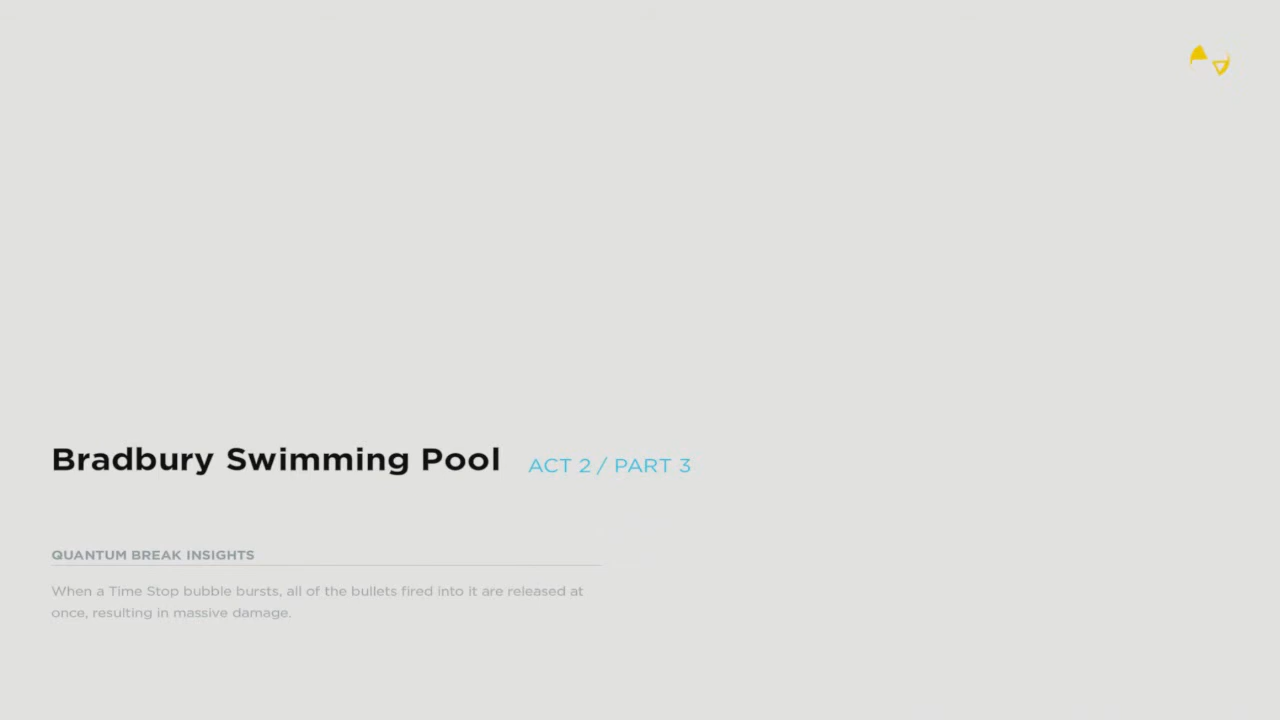 Bradbury Swimming Pool ACT 2 / PART 3
QUANTUM BREAK INSIGHTS
When a Time Stop bubble bursts, all of the bullets fired into it are released at
once, resulting in massive damage.